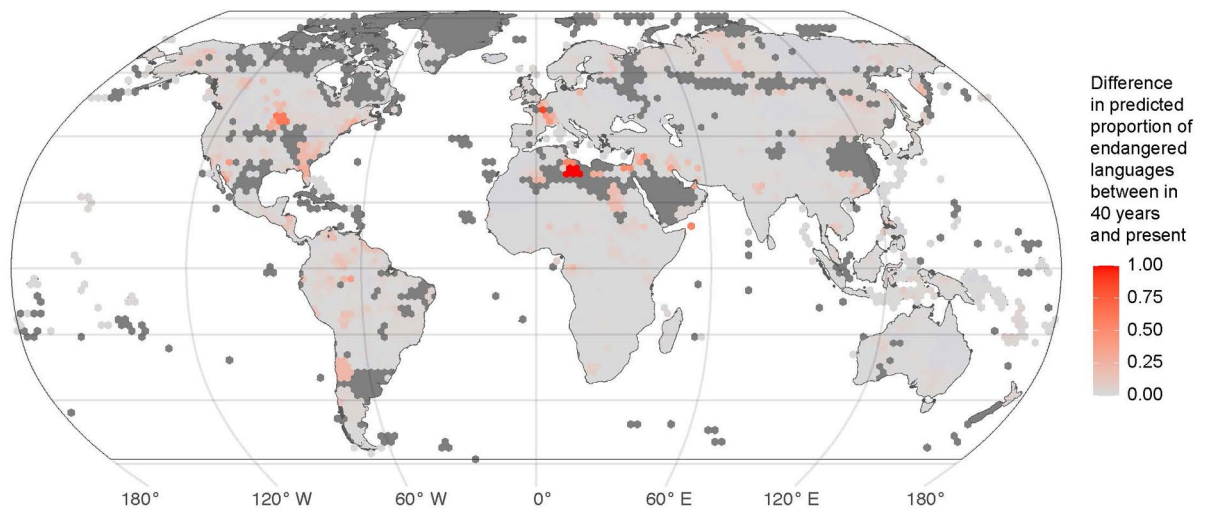 Difference
in predicted
proportion of
endangered
languages
between in
40 years
and present
1.00
0.75
0.50
0.25
0.00
180° 120° W 60° W 0° 60° E 120° E 180°